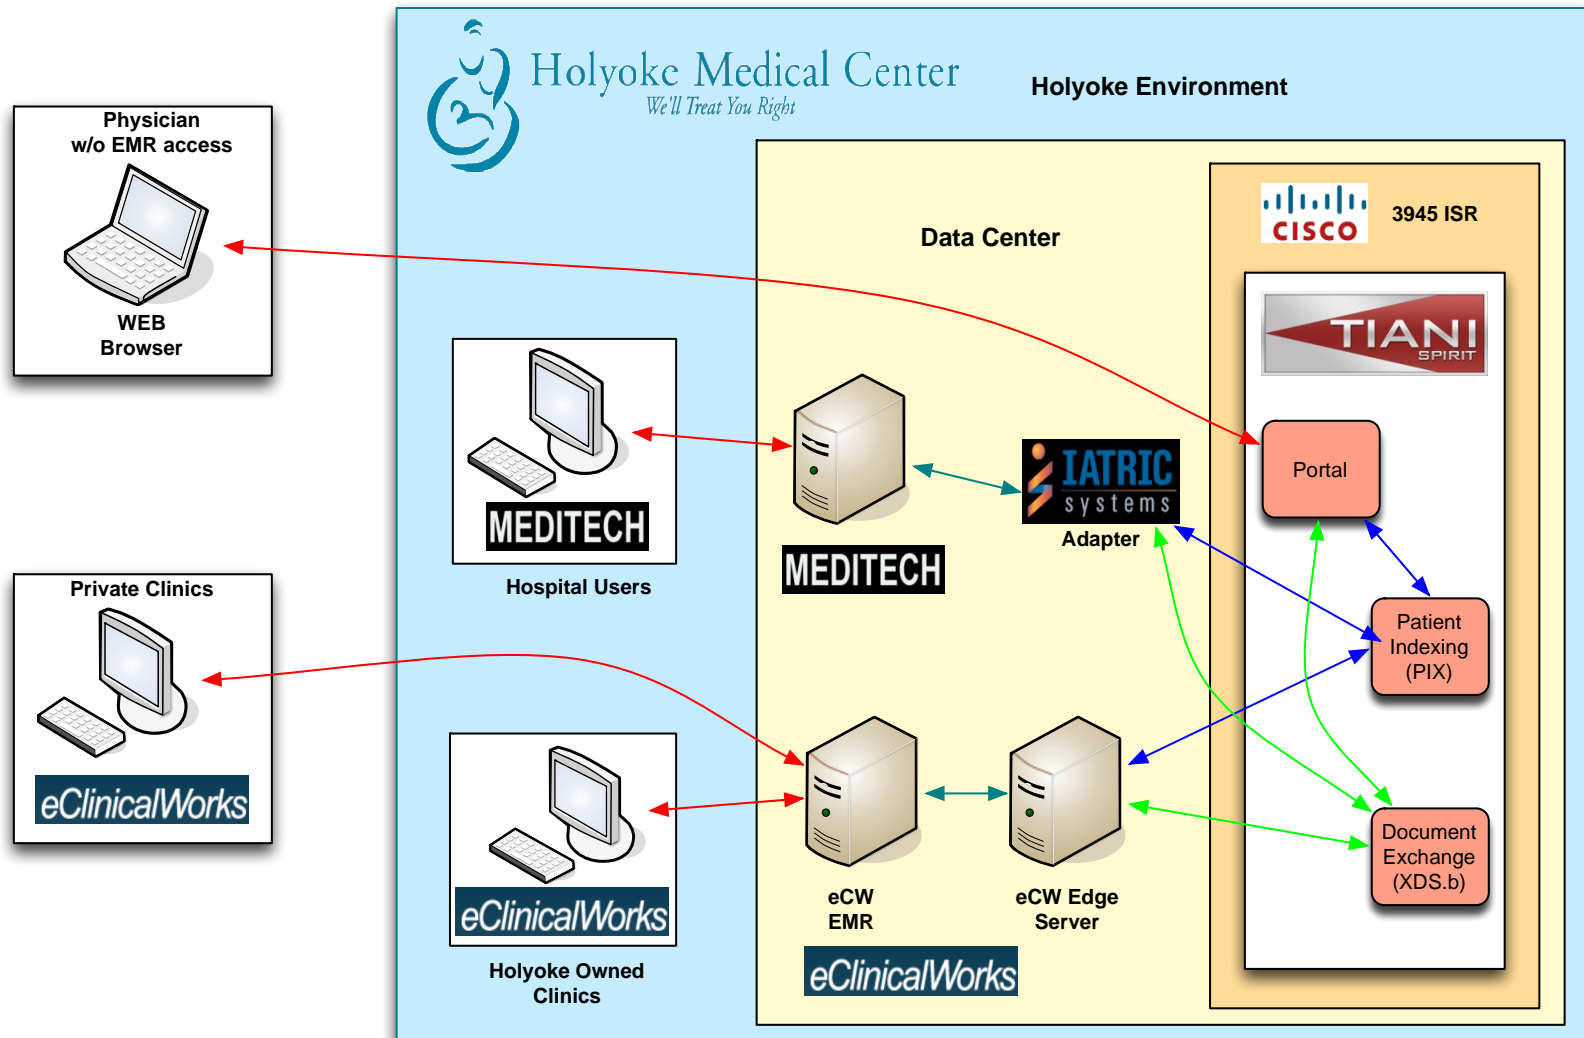 Holyoke Medical Center
We'll Treat You Right
Holyoke Environment
Physician
w/o EMR access
WEB
Browser
Data Center
CISCO
3945 ISR
TIANI
SPIRIT
Portal
MEDITECH
Hospital Users
MEDITECH
IATRIC
systems
Adapter
Patient
Indexing
(PIX)
Private Clinics
eClinicalWorks
eClinicalWorks
Holyoke Owned
Clinics
eCW
EMR
eClinicalWorks
eCW Edge
Server
Document
Exchange
(XDS.b)